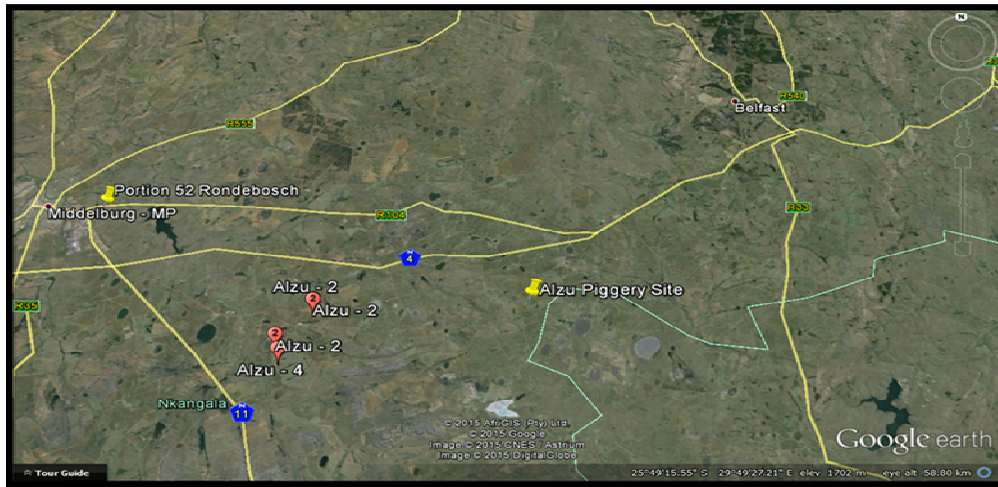 N
Belfast
R540
R555
Portion 52 Rondebosch
Middelburg - MP
R104
R33
4
Alzu - 2
2
Alzu - 2
Alzu Piggery Site
R35
2
Alzu - 2
Alzu - 4
Nkangala
11
© 2015 AfriGIS (Pty) Ltd.
© 2015 Google
Image © 2015 CNES / Astrium
Image © 2015 DigitalGlobe
Google earth
Tour Guide
25°49'15.55" S 29°49'27.21" E elev 1702 m eye alt 58.80 km